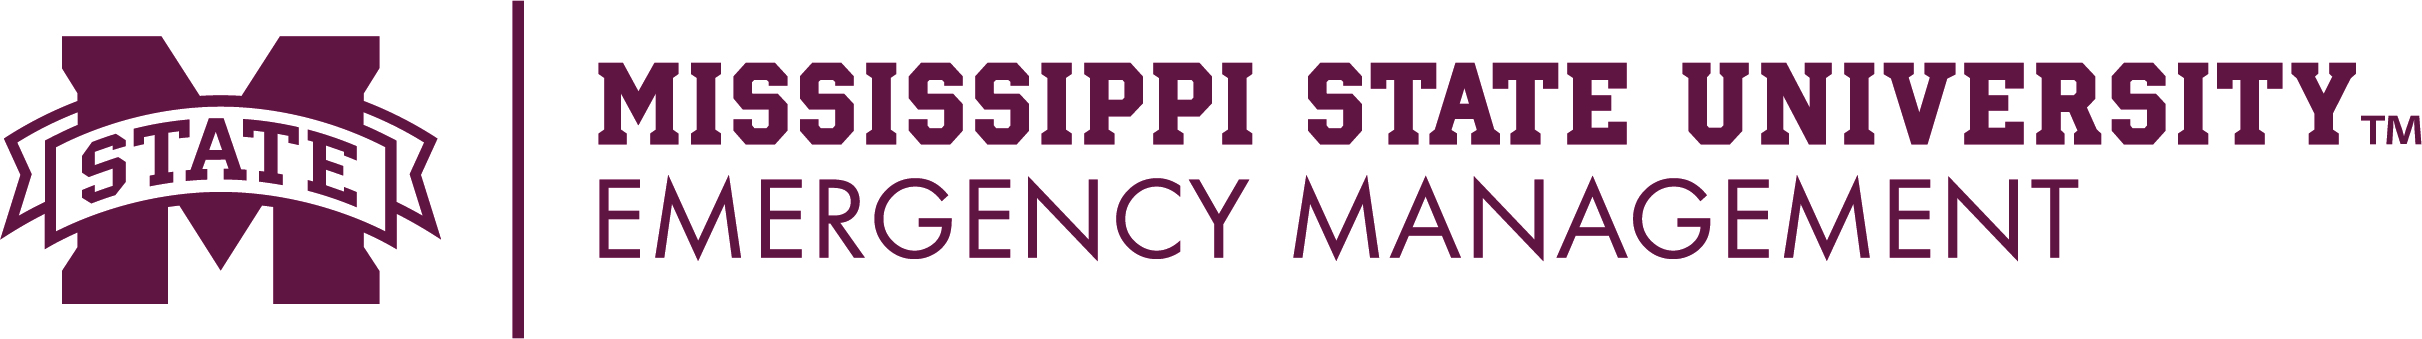 STATE
MISSISSIPPI STATE UNIVERSITY™
EMERGENCY MANAGEMENT